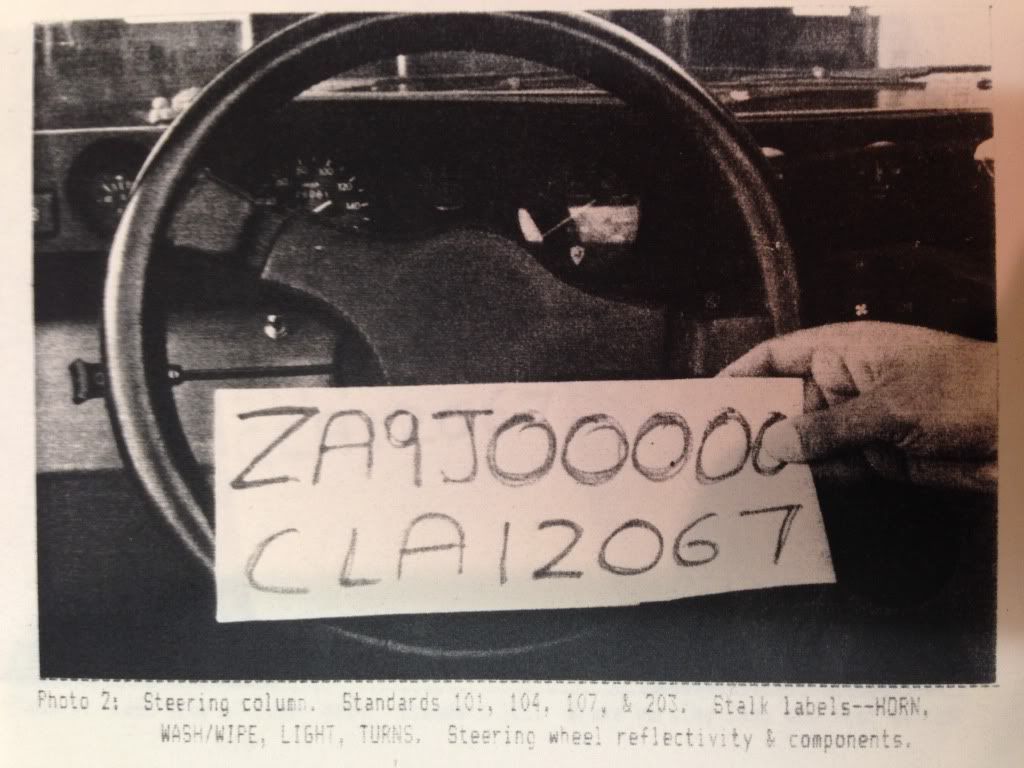 ZA9J00000
CLA12067
Photo 2: Steering column. Standards 101, 104, 107, & 203. Stalk labels--HORN,
WASH/WIPE, LIGHT, TURNS. Steering wheel reflectivity & components.